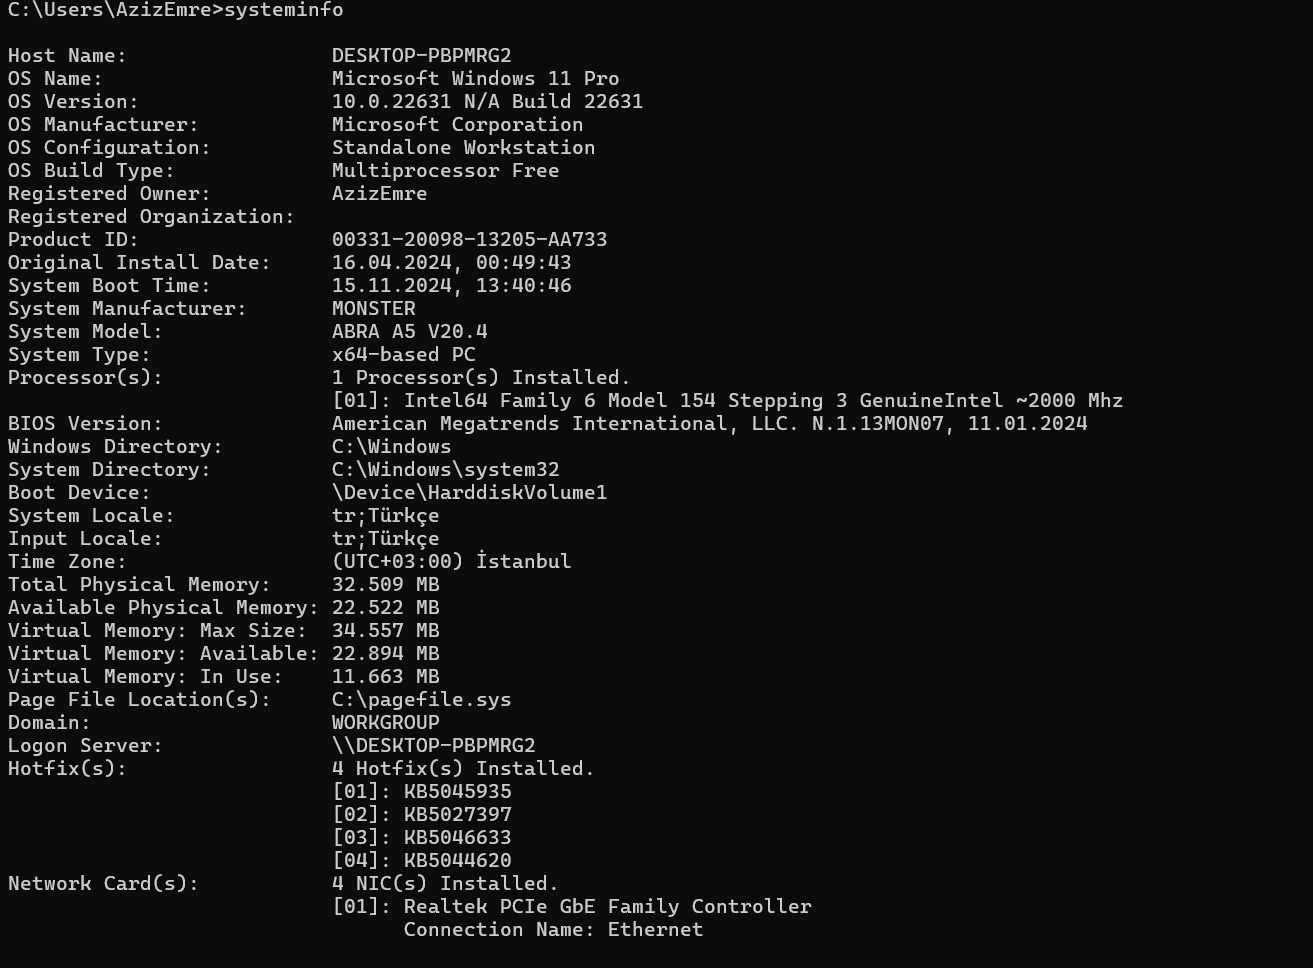 C:\Users\AzizEmre>systeminfo
Host Name: DESKTOP-PBPMRG2
OS Name: Microsoft Windows 11 Pro
OS Version: 10.0.22631 N/A Build 22631
OS Manufacturer: Microsoft Corporation
OS Configuration: Standalone Workstation
OS Build Type: Multiprocessor Free
Registered Owner: AzizEmre
Registered Organization:
Product ID: 00331-20098-13205-AA733
Original Install Date: 16.04.2024, 00:49:43
System Boot Time: 15.11.2024, 13:40:46
System Manufacturer: MONSTER
System Model: ABRA A5 V20.4
System Type: x64-based PC
Processor(s): 1 Processor(s) Installed.
[01]: Intel64 Family 6 Model 154 Stepping 3 GenuineIntel ~2000 Mhz
BIOS Version: American Megatrends International, LLC. N.1.13MON07, 11.01.2024
Windows Directory: C:\Windows
System Directory: C:\Windows\system32
Boot Device: \Device\HarddiskVolume1
System Locale: tr;Türkçe
Input Locale: tr;Türkçe
Time Zone: (UTC+03:00) İstanbul
Total Physical Memory: 32.509 MB
Available Physical Memory: 22.522 MB
Virtual Memory: Max Size: 34.557 MB
Virtual Memory: Available: 22.894 MB
Virtual Memory: In Use: 11.663 MB
Page File Location(s): C:\pagefile.sys
Domain: WORKGROUP
Logon Server: \\DESKTOP-PBPMRG2
Hotfix(s): 4 Hotfix(s) Installed.
[01]: KB5045935
[02]: KB5027397
[03]: KB5046633
[04]: KB5044620
Network Card(s): 4 NIC(s) Installed.
[01]: Realtek PCIe GbE Family Controller
Connection Name: Ethernet